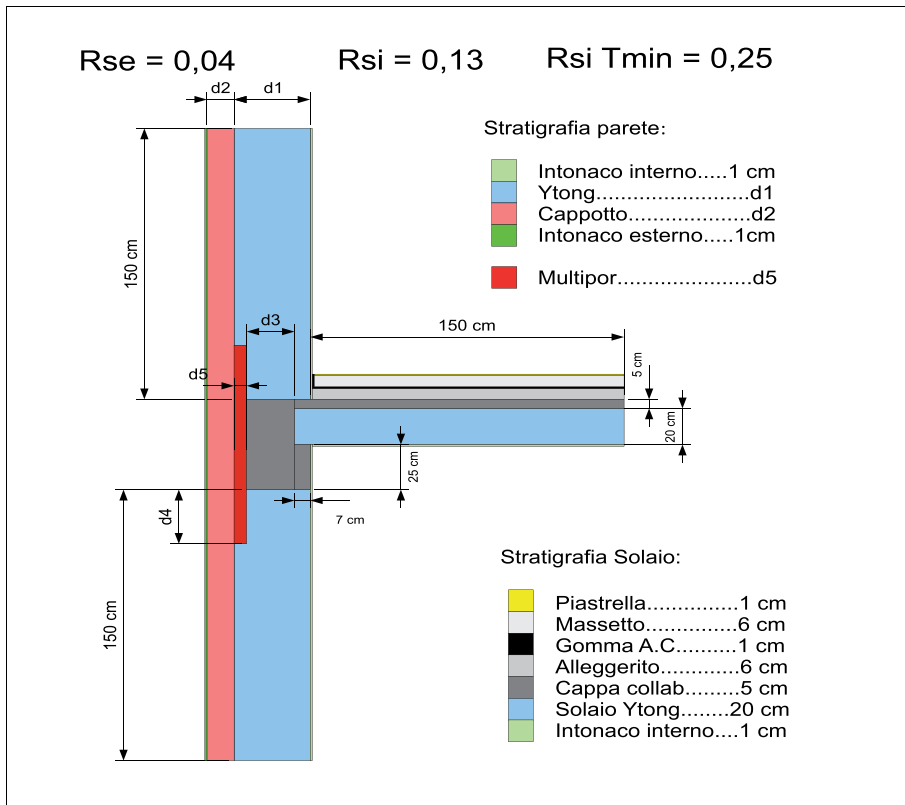 Rse = 0,04
Rsi = 0,13
Rsi Tmin = 0,25
d2
d1
Stratigrafia parete:
Intonaco interno.....1 cm
Ytong........................d1
Cappotto....................d2
Intonaco esterno.....1cm
Multipor......................d5
150 cm
d3
150 cm
d5
5 cm
20 cm
25 cm
7 cm
d4
150 cm
Stratigrafia Solaio:
Piastrella...............1 cm
Massetto...............6 cm
Gomma A.C..........1 cm
Alleggerito.............6 cm
Cappa collab.........5 cm
Solaio Ytong........20 cm
Intonaco interno....1 cm